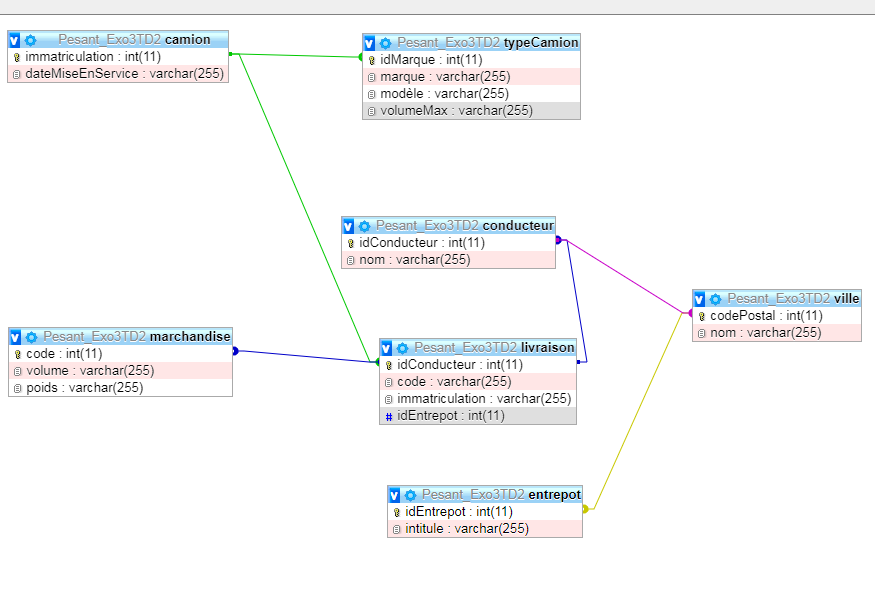 Pesant_Exo3TD2 camion
immatriculation : int(11)
dateMiseEnService : varchar(255)
Pesant_Exo3TD2 typeCamion
idMarque : int(11)
marque : varchar(255)
modèle : varchar(255)
volumeMax : varchar(255)
Pesant_Exo3TD2 conducteur
idConducteur : int(11)
nom : varchar(255)
Pesant_Exo3TD2 ville
codePostal : int(11)
nom : varchar(255)
Pesant_Exo3TD2 marchandise
code : int(11)
volume : varchar(255)
poids : varchar(255)
Pesant_Exo3TD2 livraison
idConducteur : int(11)
code : varchar(255)
immatriculation : varchar(255)
# idEntrepot : int(11)
Pesant_Exo3TD2 entrepot
idEntrepot : int(11)
intitule : varchar(255)